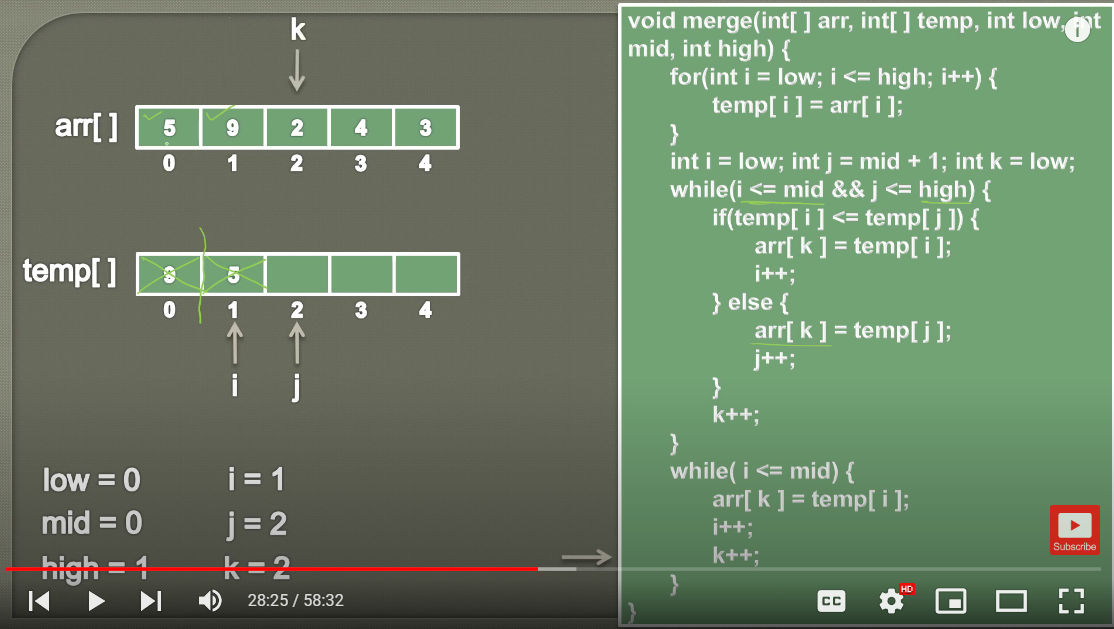 k
arr[ ]
5 9 2 4 3
0 1 2 3 4
temp[ ]
9 5
0 1 2 3 4
i j
low = 0 i = 1
mid = 0 j = 2
high = 1 k = 2
28:25 / 58:32
void merge(int[ ] arr, int[ ] temp, int low, int
mid, int high) {
for(int i = low; i <= high; i++) {
temp[ i ] = arr[ i ];
}
int i = low; int j = mid + 1; int k = low;
while(i <= mid && j <= high) {
if(temp[ i ] <= temp[ j ]) {
arr[ k ] = temp[ i ];
i++;
} else {
arr[ k ] = temp[ j ];
j++;
}
k++;
}
while( i <= mid) {
arr[ k ] = temp[ i ];
i++;
k++;
}
}
i
Subscribe
CC
HD